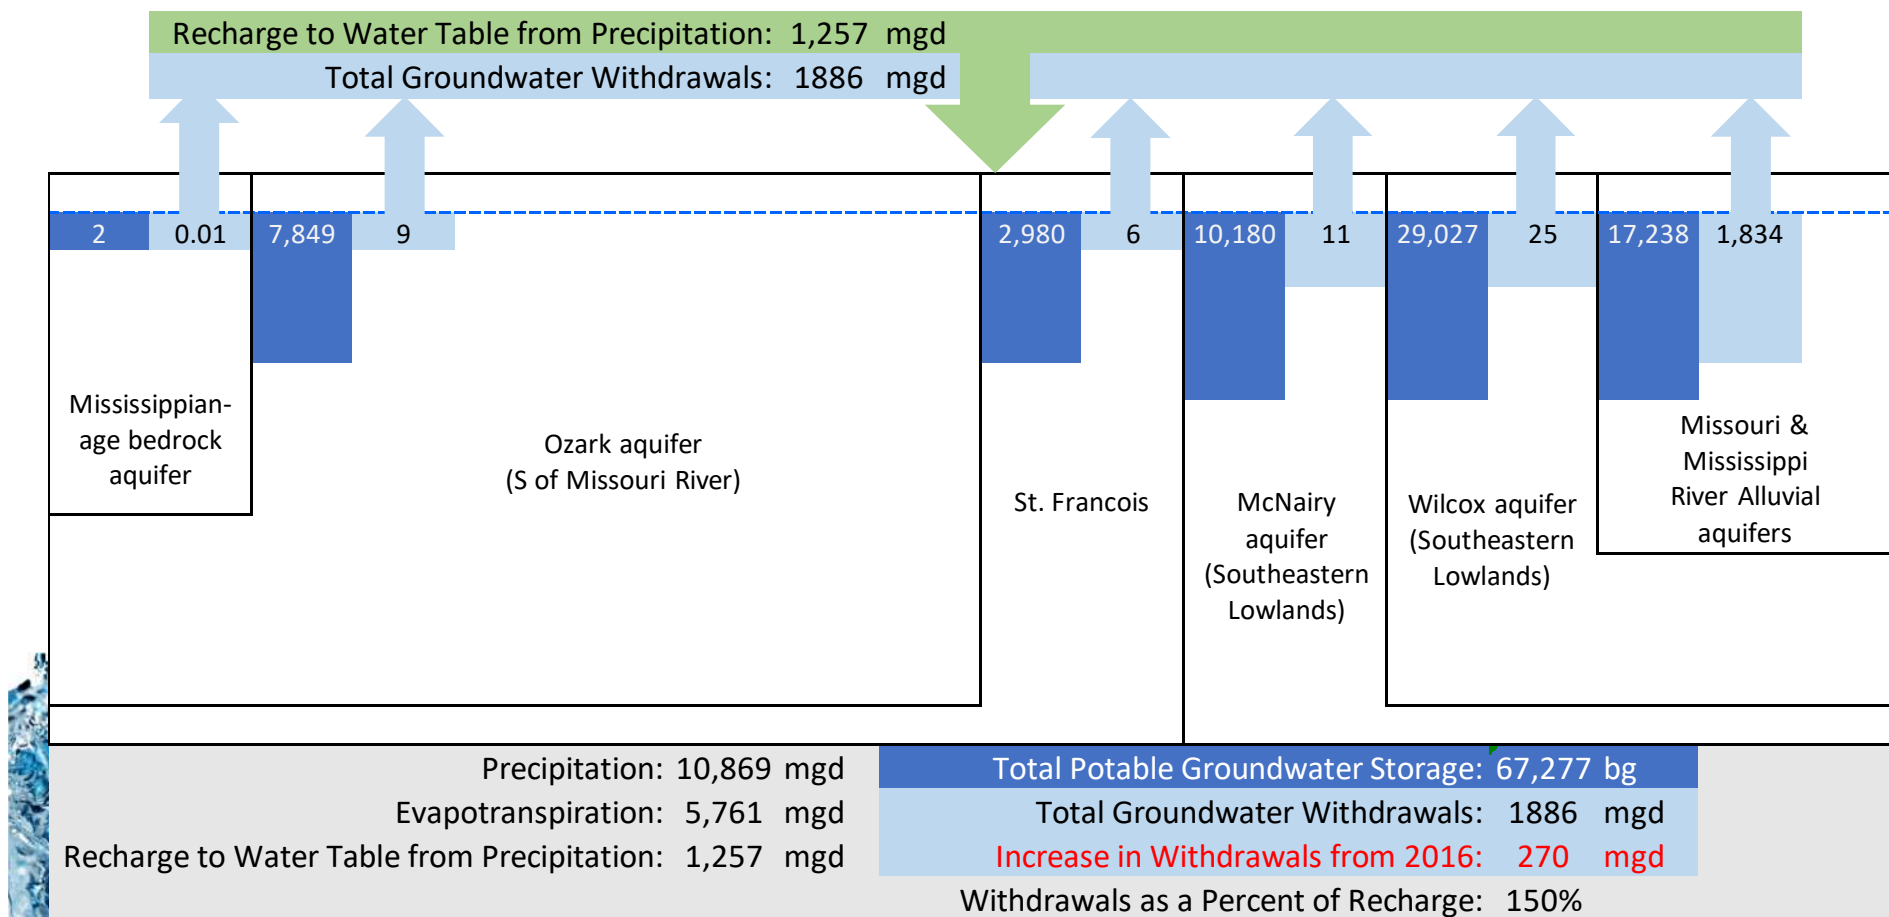 Recharge to Water Table from Precipitation: 1,257 mgd
Total Groundwater Withdrawals: 1886 mgd
2 0.01 7,849 9 2,980 6 10,180 11 29,027 25 17,238 1,834
Mississippian-
age bedrock
aquifer
Ozark aquifer
(S of Missouri River)
St. Francois
McNairy
aquifer
(Southeastern
Lowlands)
Wilcox aquifer
(Southeastern
Lowlands)
Missouri &
Mississippi
River Alluvial
aquifers
Precipitation: 10,869 mgd
Evapotranspiration: 5,761 mgd
Recharge to Water Table from Precipitation: 1,257 mgd
Total Potable Groundwater Storage: 67,277 bg
Total Groundwater Withdrawals: 1886 mgd
Increase in Withdrawals from 2016: 270 mgd
Withdrawals as a Percent of Recharge: 150%